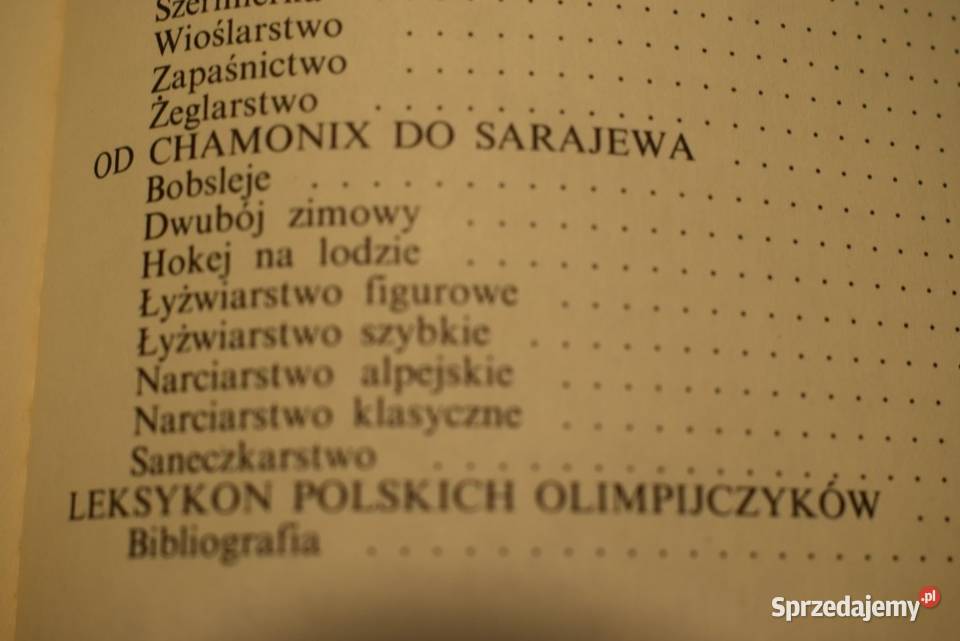 Szermierka
Wioślarstwo
Zapaśnictwo
Żeglarstwo
OD CHAMONIX DO SARAJEWA
Bobsleje
Dwubój zimowy
Hokej na lodzie
Łyżwiarstwo figurowe
Łyżwiarstwo szybkie
Narciarstwo alpejskie
Narciarstwo klasyczne
Saneczkarstwo
LEKSYKON POLSKICH OLIMPIJCZYKÓW
Bibliografia
Sprzedajemy.pl